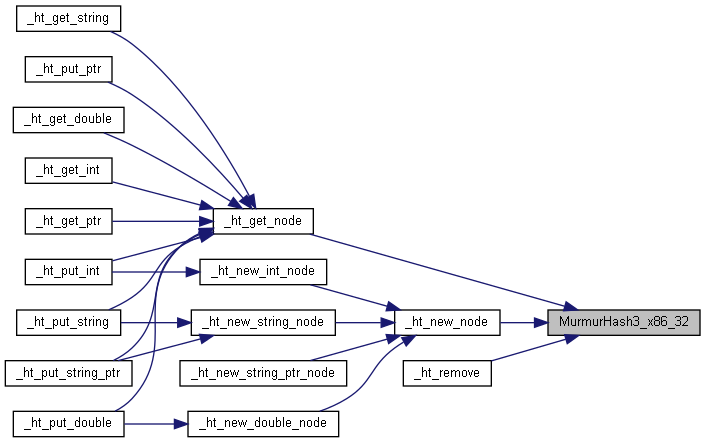 _ht_get_string
_ht_put_ptr
_ht_get_double
_ht_get_int
_ht_get_ptr
_ht_get_node
_ht_put_int
_ht_new_int_node
_ht_put_string
_ht_new_string_node
_ht_new_node
MurmurHash3_x86_32
_ht_put_string_ptr
_ht_new_string_ptr_node
_ht_remove
_ht_put_double
_ht_new_double_node